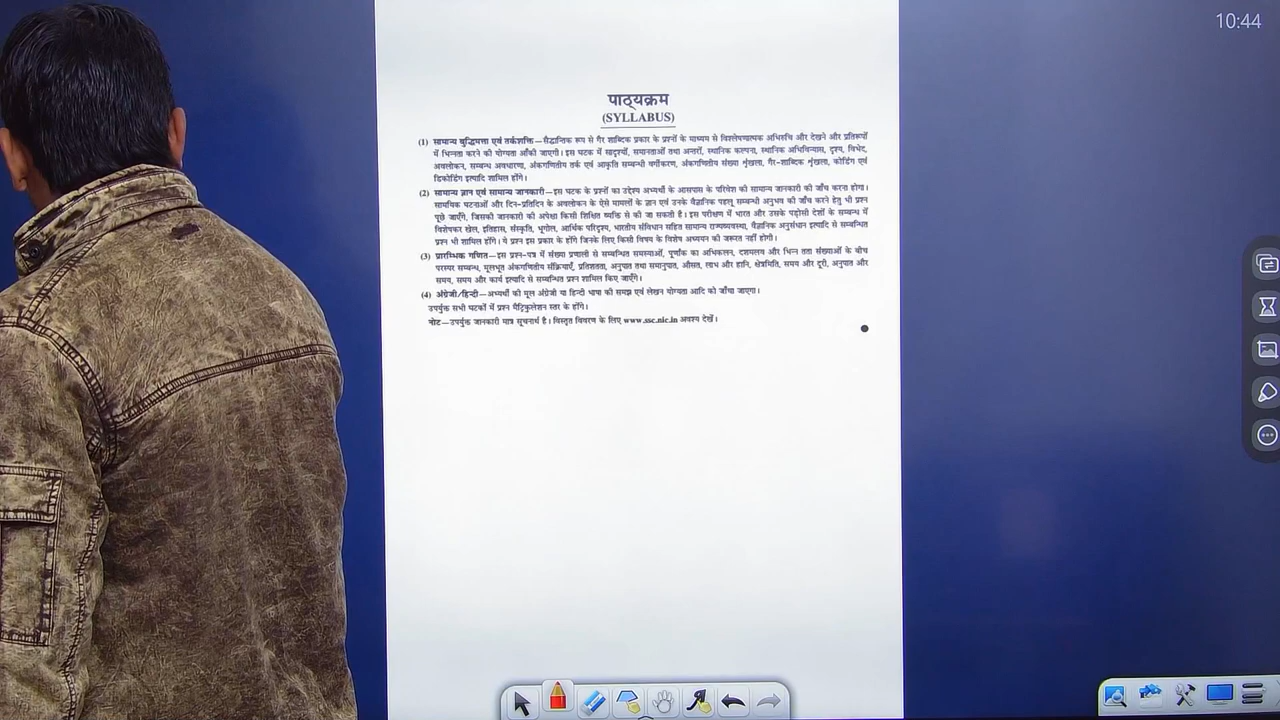 10:44
पाठ्यक्रम
(SYLLABUS)
(1) सामान्य बुद्धिमत्ता एवं तर्कशक्ति—सैद्धान्तिक रूप से गैर शाब्दिक प्रकार के प्रश्नों के माध्यम से विश्लेषणात्मक अभिरुचि और देखने और प्रतिरूपों
में भिन्नता करने की योग्यता आँकी जाएगी। इस घटक में सादृश्यों, समानताओं तथा अन्तरों, स्थानिक कल्पना, स्थानिक अभिविन्यास, दृश्य, विभेद,
अवलोकन, सम्बन्ध अवधारणा, अंकगणितीय तर्क एवं आकृति सम्बन्धी वर्गीकरण, अंकगणितीय संख्या शृंखला, गैर-शाब्दिक शृंखला, कोडिंग एवं
डिकोडिंग इत्यादि शामिल होंगे।
(2) सामान्य ज्ञान एवं सामान्य जानकारी—इस घटक के प्रश्नों का उद्देश्य अभ्यर्थी के आसपास के परिवेश की सामान्य जानकारी की जाँच करना होगा।
सामयिक घटनाओं और दिन-प्रतिदिन के अवलोकन के ऐसे मामलों के ज्ञान एवं उनके वैज्ञानिक पहलू सम्बन्धी अनुभव की जाँच करने हेतु भी प्रश्न
पूछे जाएँगे, जिसकी जानकारी की अपेक्षा किसी शिक्षित व्यक्ति से की जा सकती है। इस परीक्षण में भारत और उसके पड़ोसी देशों के सम्बन्ध में
विशेषकर खेल, इतिहास, संस्कृति, भूगोल, आर्थिक परिदृश्य, भारतीय संविधान सहित सामान्य राज्यव्यवस्था, वैज्ञानिक अनुसंधान इत्यादि से सम्बन्धित
प्रश्न भी शामिल होंगे। ये प्रश्न इस प्रकार के होंगे जिनके लिए किसी विषय के विशेष अध्ययन की जरूरत नहीं होगी।
(3) प्रारम्भिक गणित—इस प्रश्न-पत्र में संख्या प्रणाली से सम्बन्धित समस्याओं, पूर्णांक का अभिकलन, दशमलव और भिन्न तता संख्याओं के बीच
परस्पर सम्बन्ध, मूलभूत अंकगणितीय संक्रियाएँ, प्रतिशतता, अनुपात तथा समानुपात, औसत, लाभ और हानि, क्षेत्रमिति, समय और दूरी, अनुपात और
समय, समय और कार्य इत्यादि से सम्बन्धित प्रश्न शामिल किए जाएँगे।
(4) अंग्रेजी/हिन्दी—अभ्यर्थी की मूल अंग्रेजी या हिन्दी भाषा की समझ एवं लेखन योग्यता आदि को जाँचा जाएगा।
उपर्युक्त सभी घटकों में प्रश्न मैट्रिकुलेशन स्तर के होंगे।
नोट—उपर्युक्त जानकारी मात्र सूचनार्थ है। विस्तृत विवरण के लिए www.ssc.nic.in अवश्य देखें।